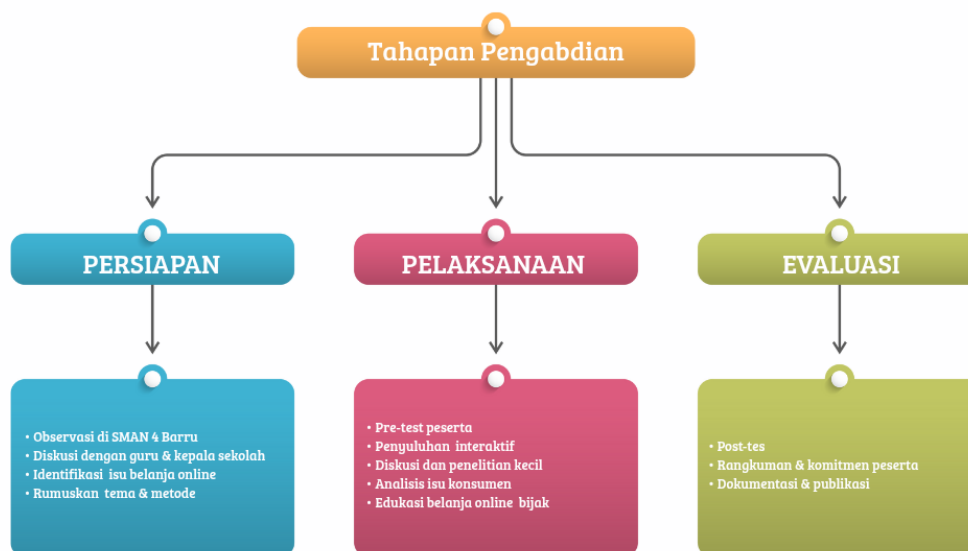 Tahapan Pengabdian
PERSIAPAN
• Observasi di SMAN 4 Barru
• Diskusi dengan guru & kepala sekolah
• Identifikasi isu belanja online
• Rumuskan tema & metode
PELAKSANAAN
• Pre-test peserta
• Penyuluhan interaktif
• Diskusi dan penelitian kecil
• Analisis isu konsumen
• Edukasi belanja online bijak
EVALUASI
• Post-tes
• Rangkuman & komitmen peserta
• Dokumentasi & publikasi